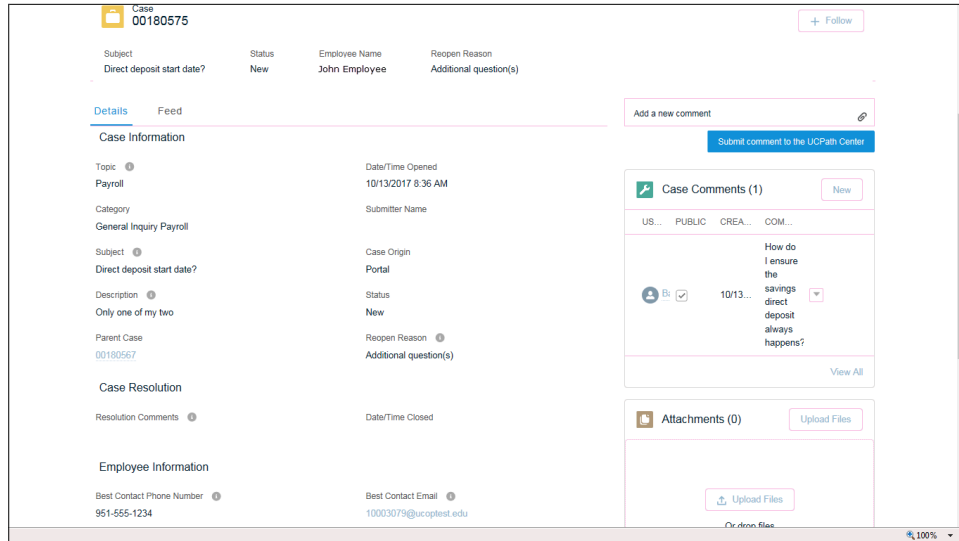 Case
00180575
+ Follow
Subject Status Employee Name Reopen Reason
Direct deposit start date? New John Employee Additional question(s)
Details Feed
Case Information
Topic
Payroll
Date/Time Opened
10/13/2017 8:36 AM
Category
General Inquiry Payroll
Submitter Name
Subject
Direct deposit start date?
Case Origin
Portal
Description
Only one of my two
Status
New
Parent Case
00180567
Reopen Reason
Additional question(s)
Case Resolution
Resolution Comments
Date/Time Closed
Employee Information
Best Contact Phone Number
951-555-1234
Best Contact Email
10003079@ucoptest.edu
Add a new comment
Submit comment to the UCPath Center
Case Comments (1)
New
US... PUBLIC CREA... COM...
10/13...
How do
I ensure
the
savings
direct
deposit
always
happens?
View All
Attachments (0)
Upload Files
Upload Files
Or drop files
100%